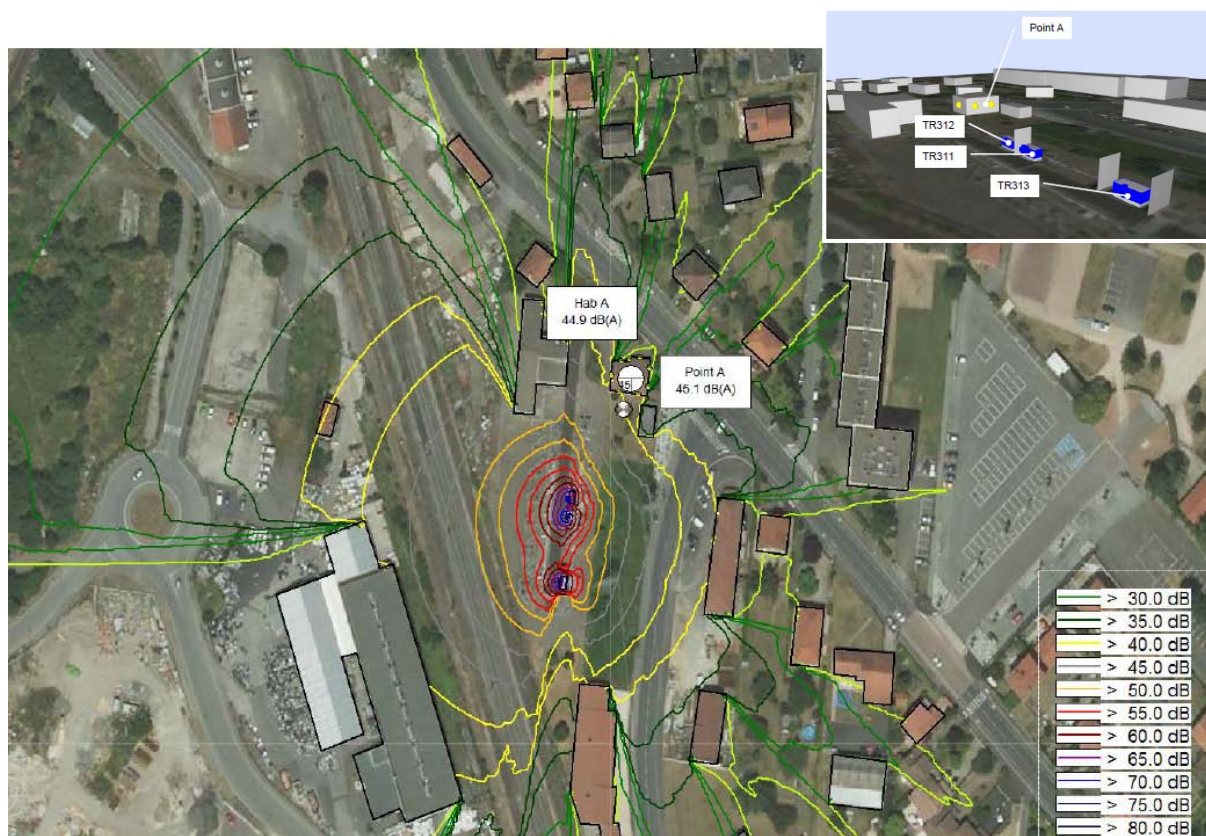 Point A
TR312
TR311
TR313
Hab A
44.9 dB(A)
Point A
45.1 dB(A)
45
> 30.0 dB
> 35.0 dB
> 40.0 dB
> 45.0 dB
> 50.0 dB
> 55.0 dB
> 60.0 dB
> 65.0 dB
> 70.0 dB
> 75.0 dB
> 80.0 dB